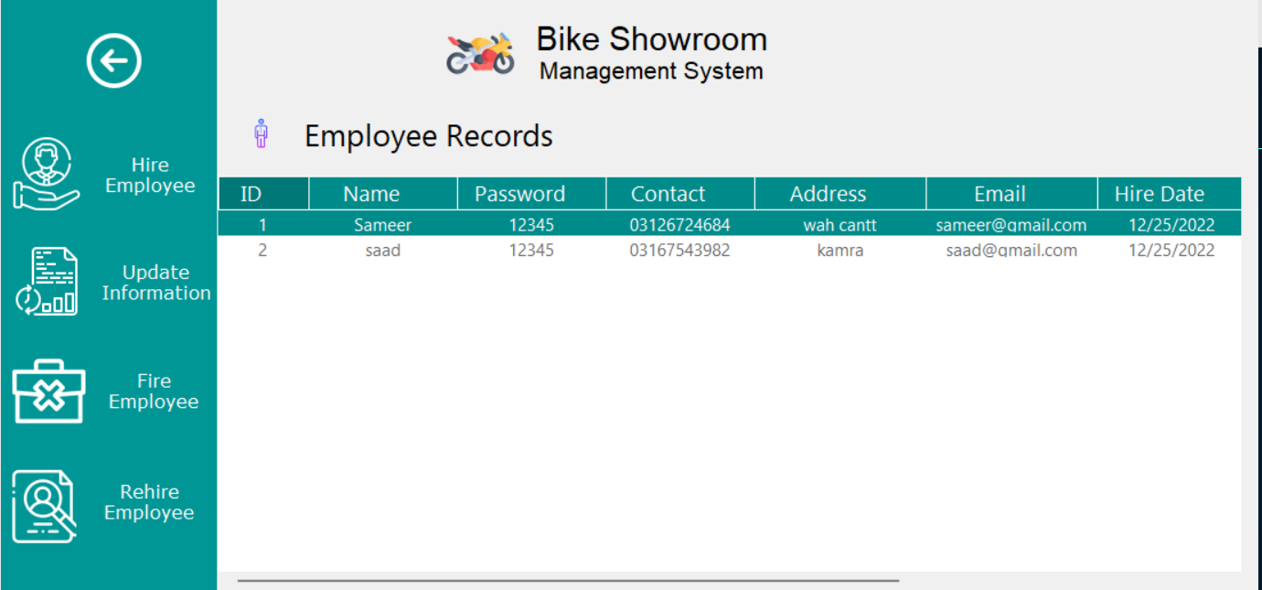 Bike Showroom
Management System
Employee Records
Hire
Employee
Update
Information
Fire
Employee
Rehire
Employee
ID Name Password Contact Address Email Hire Date
1 Sameer 12345 03126724684 wah cantt sameer@gmail.com 12/25/2022
2 saad 12345 03167543982 kamra saad@gmail.com 12/25/2022